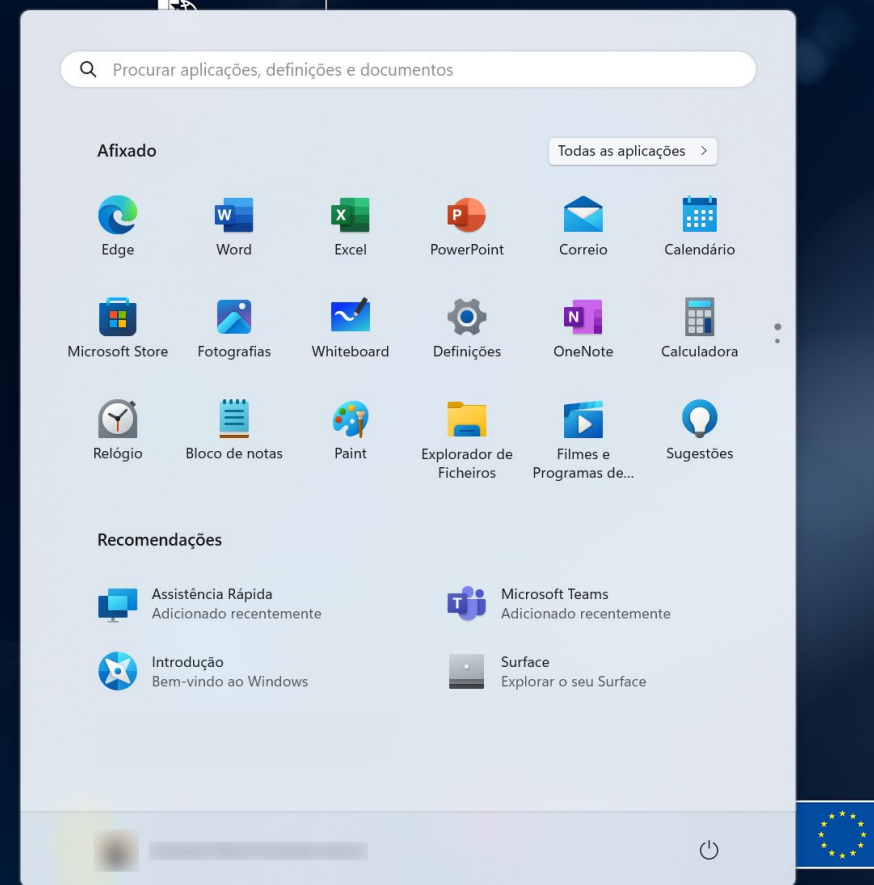 Procurar aplicações, definições e documentos
Afixado
Todas as aplicações
Edge
Word
Excel
PowerPoint
Correio
Calendário
Microsoft Store
Fotografias
Whiteboard
Definições
OneNote
Calculadora
Relógio
Bloco de notas
Paint
Explorador de
Ficheiros
Filmes e
Programas de...
Sugestões
Recomendações
Assistência Rápida
Adicionado recentemente
Microsoft Teams
Adicionado recentemente
Introdução
Bem-vindo ao Windows
Surface
Explorar o seu Surface